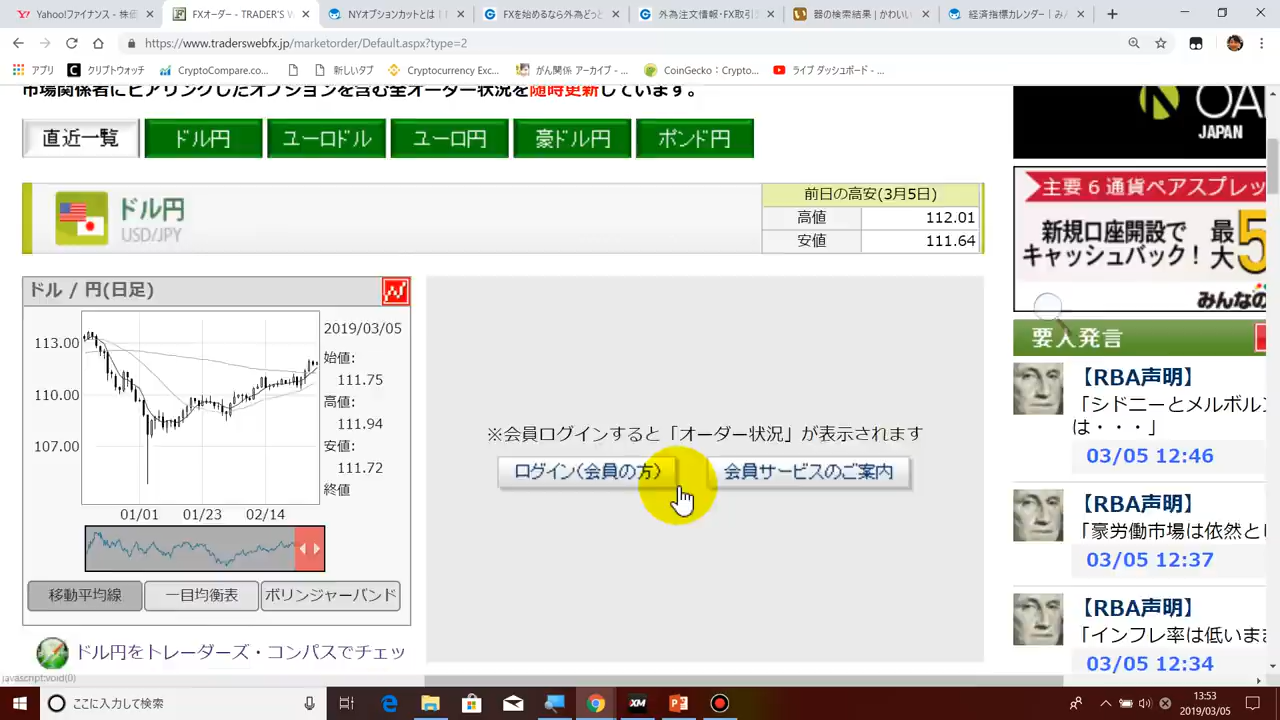 Yahoo!ファイナンス - 株価
FXオーダー - TRADER'S W
NYオプションカットとは | み
FXを始めるなら外為どっと
外為注文情報・FX取引
器の検索結果 | かわいい
経済指標カレンダー | みん
https://www.traderswebfx.jp/marketorder/Default.aspx?type=2
アプリ
クリプトウォッチ
CryptoCompare.co...
新しいタブ
Cryptocurrency Exc...
がん関係 アーカイブ - ...
CoinGecko : Crypto...
ライブ ダッシュボード - ...
市場関係者にヒアリングしたオプションを含む全オーダー状況を随時更新しています。
直近一覧
ドル円
ユーロドル
ユーロ円
豪ドル円
ポンド円
ドル円
USD/JPY
前日の高安(3月5日)
高値 112.01
安値 111.64
ドル / 円(日足)
113.00
110.00
107.00
01/01 01/23 02/14
2019/03/05
始値:
111.75
高値:
111.94
安値:
111.72
終値
移動平均線
一目均衡表
ボリンジャーバンド
ドル円をトレーダーズ・コンパスでチェッ
※会員ログインすると「オーダー状況」が表示されます
ログイン(会員の方)
会員サービスのご案内
OA
JAPAN
主要６通貨ペアスプレッ
新規口座開設で
キャッシュバック！
最大5
みんなの
要人発言
【RBA声明】
「シドニーとメルボルン
は・・・」
03/05 12:46
【RBA声明】
「豪労働市場は依然と
03/05 12:37
【RBA声明】
「インフレ率は低いまま
03/05 12:34
javascript:void(0)
ここに入力して検索
XM
13:53
2019/03/05